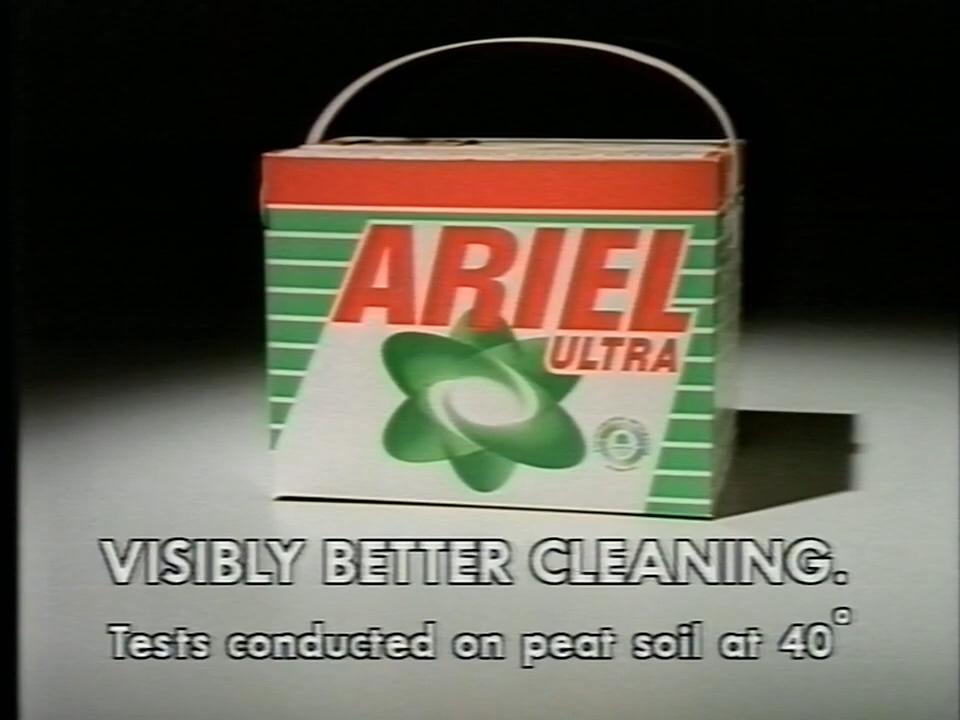 ARIEL
ULTRA
VISIBLY BETTER CLEANING.
Tests conducted on peat soil at 40°